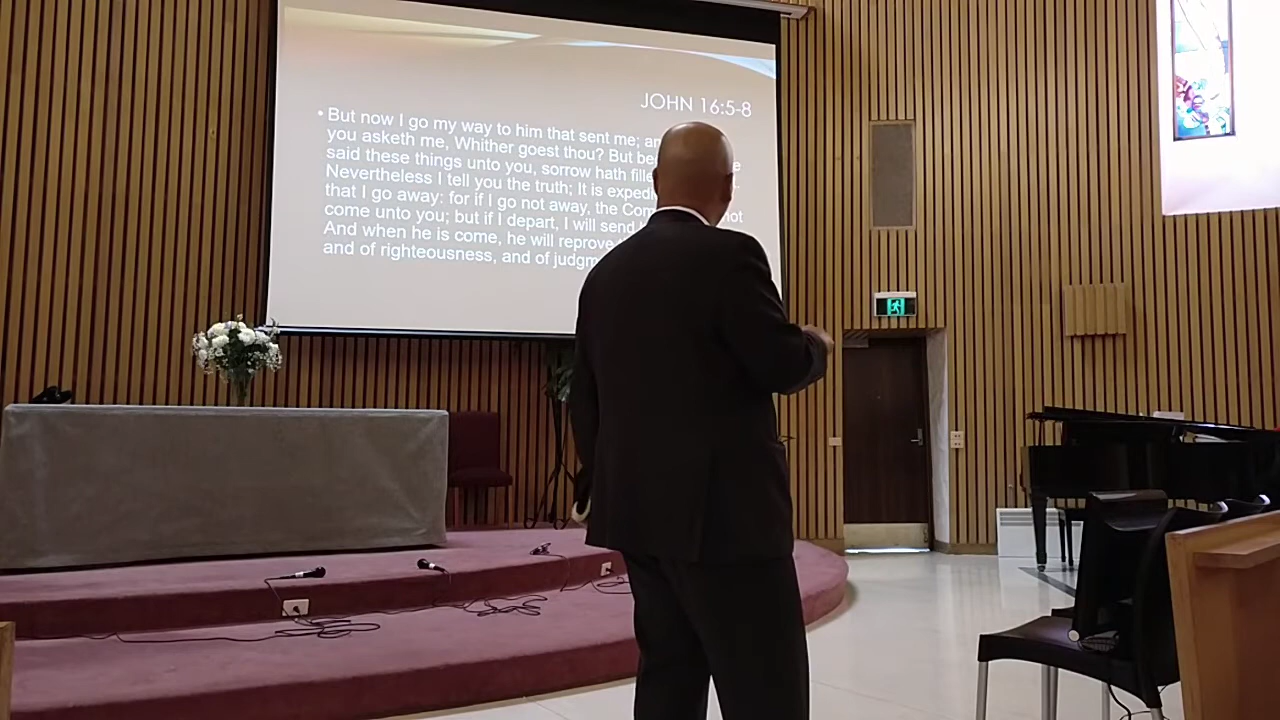 JOHN 16:5-8
• But now I go my way to him that sent me; an
you asketh me, Whither goest thou? But be
said these things unto you, sorrow hath fille
Nevertheless I tell you the truth; It is expedi
that I go away: for if I go not away, the Com not
come unto you; but if I depart, I will send
And when he is come, he will reprove
and of righteousness, and of judgm